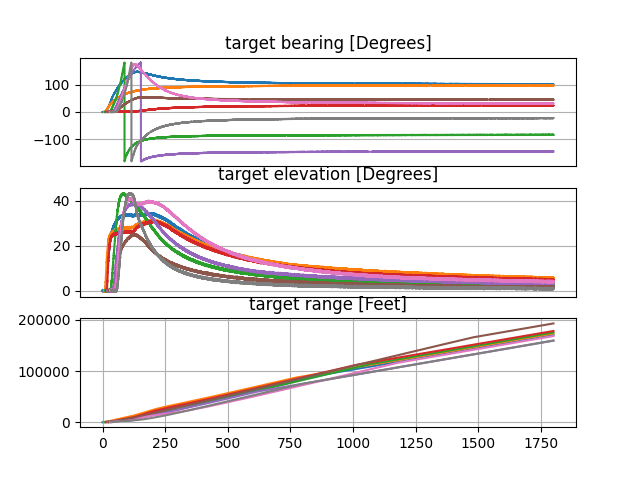 target bearing [Degrees]
100
0
−100
target elevation [Degrees]
40
20
0
target range [Feet]
200000
100000
0
0 250 500 750 1000 1250 1500 1750